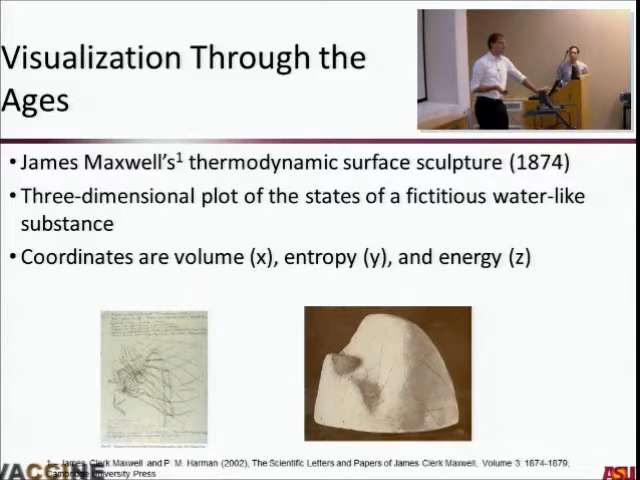 Visualization Through the
Ages
• James Maxwell's1 thermodynamic surface sculpture (1874)
• Three-dimensional plot of the states of a fictitious water-like
substance
• Coordinates are volume (x), entropy (y), and energy (z)
1. James Clerk Maxwell and P. M. Harman (2002), The Scientific Letters and Papers of James Clerk Maxwell, Volume 3: 1874-1879,
Cambridge University Press
VACCINE
ASU